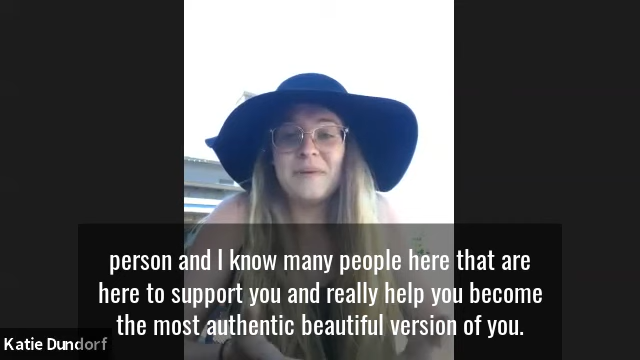 person and I know many people here that are
here to support you and really help you become
the most authentic beautiful version of you.
Katie Dundorf